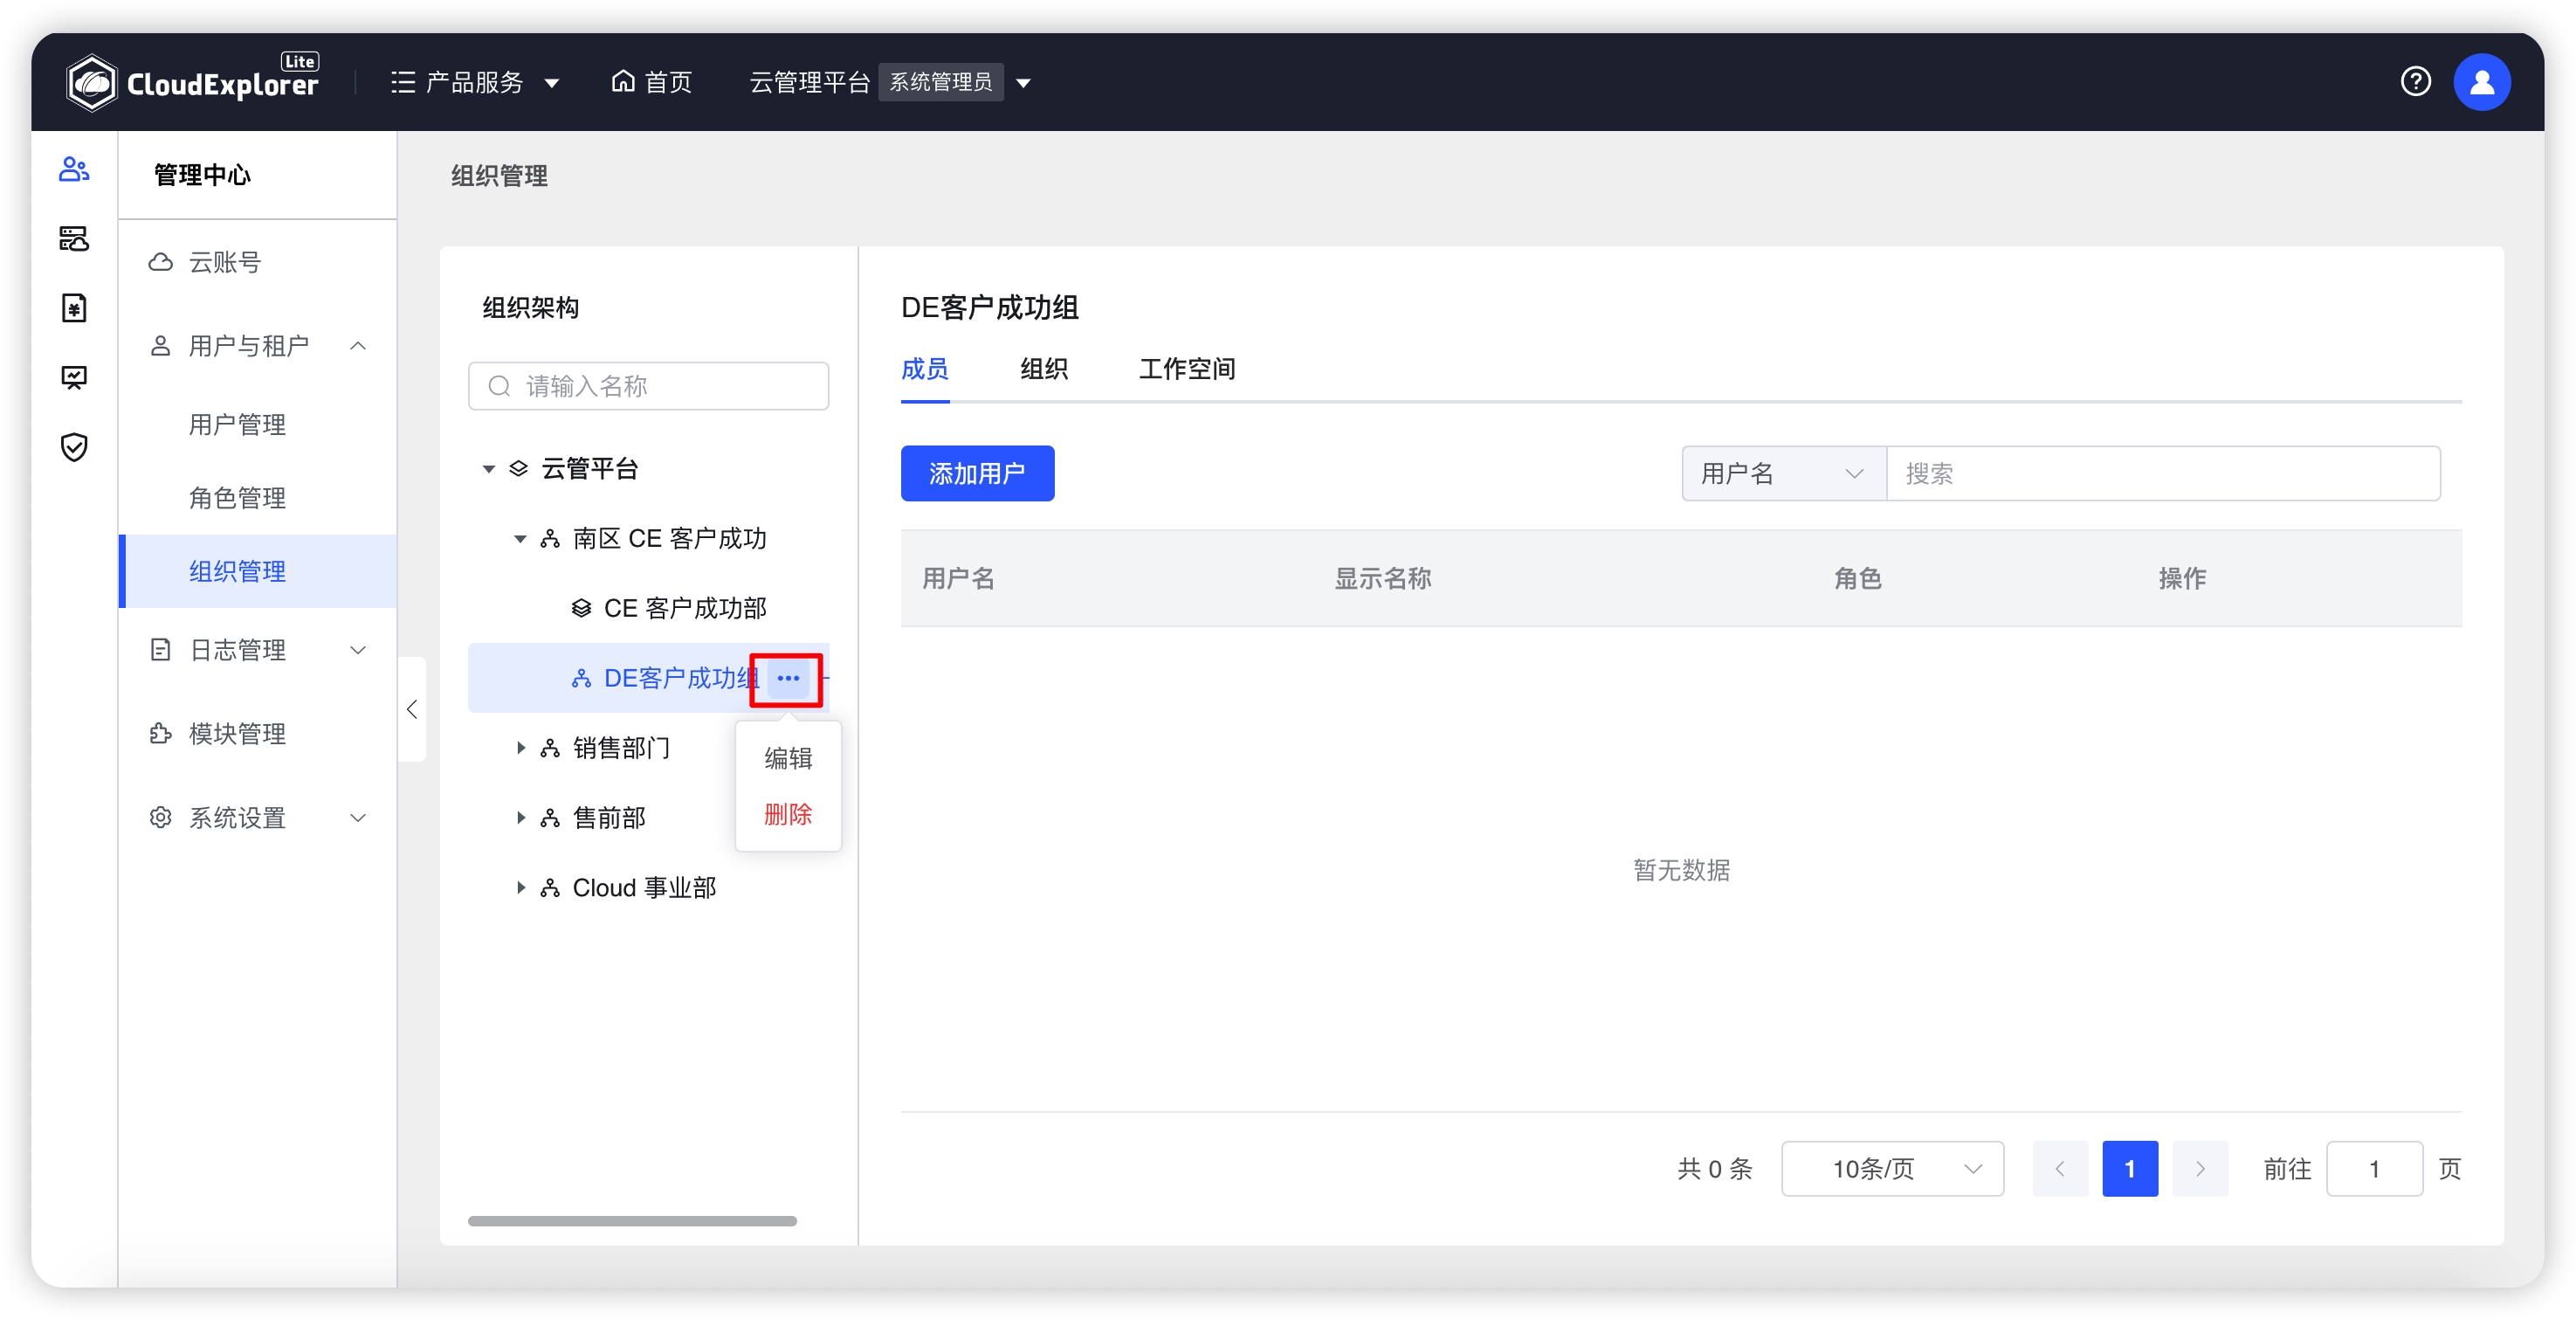 CloudExplorer Lite
产品服务
首页
云管理平台 系统管理员
管理中心
云账号
用户与租户
用户管理
角色管理
组织管理
日志管理
模块管理
系统设置
组织管理
组织架构
请输入名称
云管平台
南区 CE 客户成功
CE 客户成功部
DE客户成功组
编辑
删除
销售部门
售前部
Cloud 事业部
DE客户成功组
成员 组织 工作空间
添加用户
用户名 搜索
用户名 显示名称 角色 操作
暂无数据
共 0 条 10条/页 1 前往 1 页